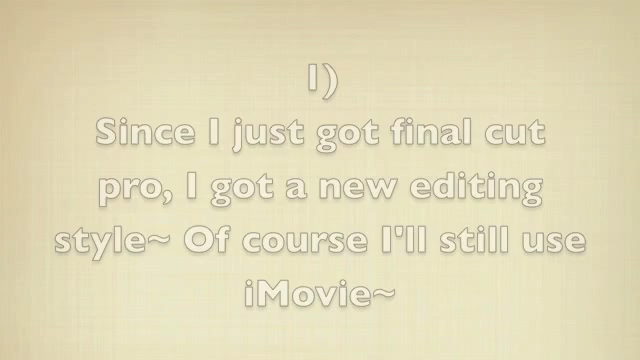 1)
Since I just got final cut
pro, I got a new editing
style~ Of course I'll still use
iMovie~